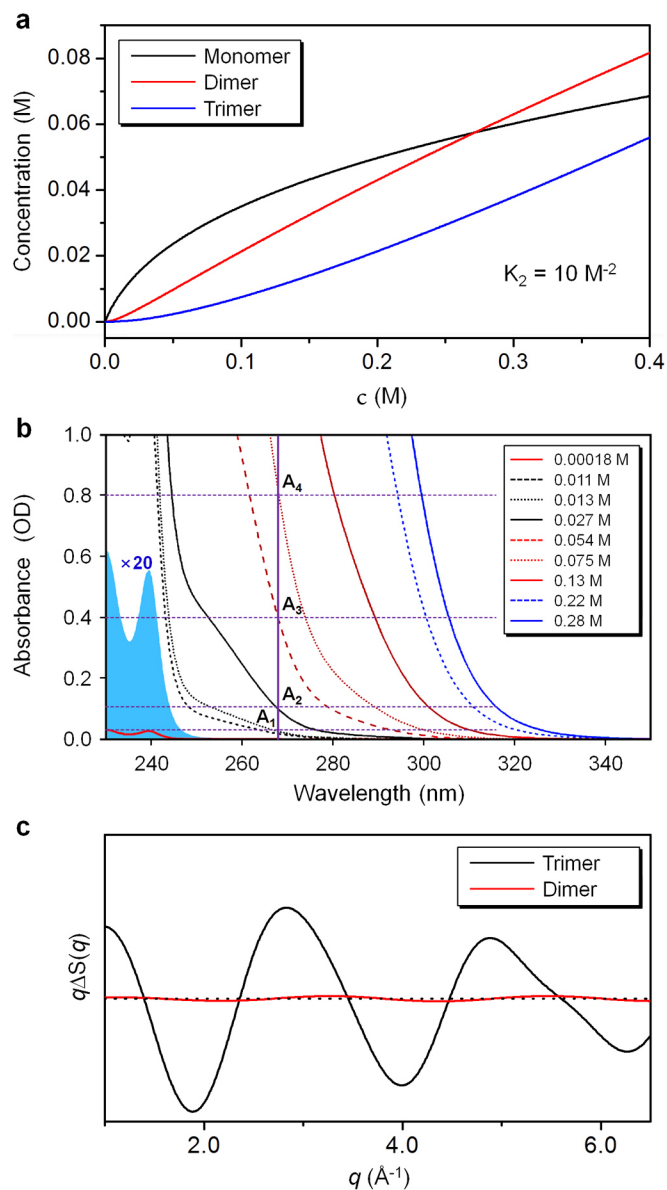 a
Monomer
Dimer
Trimer
Concentration (M)
0.08
0.06
0.04
0.02
0.00
K2 = 10 M-2
0.0 0.1 0.2 0.3 0.4
c (M)
b
Absorbance (OD)
1.0
0.8
0.6
0.4
0.2
0.0
×20
A4
A3
A2
A1
0.00018 M
0.011 M
0.013 M
0.027 M
0.054 M
0.075 M
0.13 M
0.22 M
0.28 M
240 260 280 300 320 340
Wavelength (nm)
c
Trimer
Dimer
qΔS(q)
2.0 4.0 6.0
q (Å-1)